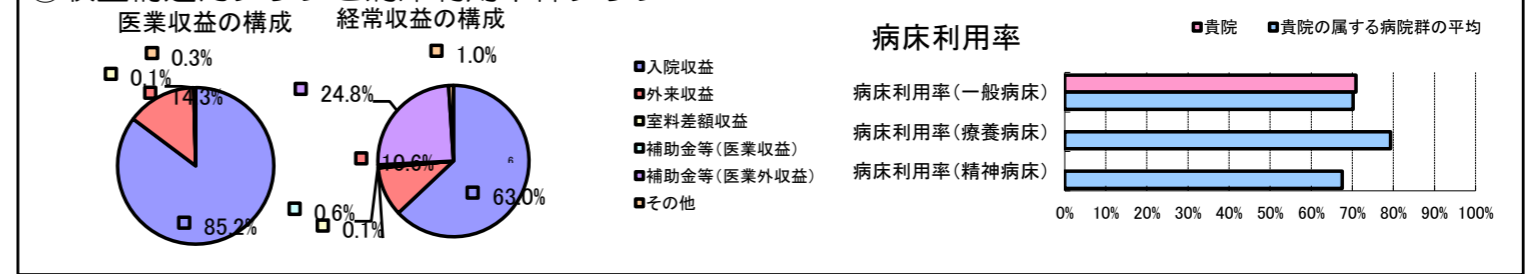 医業収益の構成
0.3%
0.1%
14.3%
85.2%
経常収益の構成
1.0%
24.8%
10.6%
0.6%
0.1%
63.0%
6
入院収益
外来収益
室料差額収益
補助金等(医業収益)
補助金等(医業外収益)
その他
病床利用率
貴院
貴院の属する病院群の平均
病床利用率(一般病床)
病床利用率(療養病床)
病床利用率(精神病床)
0% 10% 20% 30% 40% 50% 60% 70% 80% 90% 100%